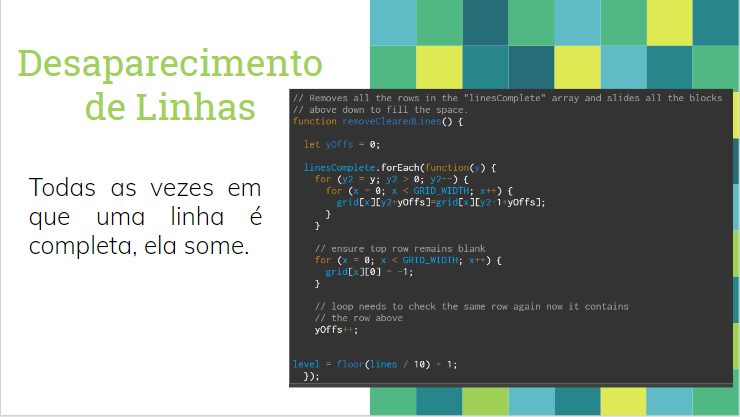 Desaparecimento
de Linhas
Todas as vezes em
que uma linha é
completa, ela some.
// Removes all the rows in the "linesComplete" array and slides all the blocks
// above down to fill the space.
function removeClearedLines() {
let yOffs = 0;
linesComplete.forEach(function(y) {
for (y2 = y; y2 > 0; y2--) {
for (x = 0; x < GRID_WIDTH; x++) {
grid[x][y2+yOffs]=grid[x][y2-1+yOffs];
}
}
// ensure top row remains blank
for (x = 0; x < GRID_WIDTH; x++) {
grid[x][0] = -1;
}
// loop needs to check the same row again now it contains
// the row above
yOffs++;
level = floor(lines / 10) + 1;
});